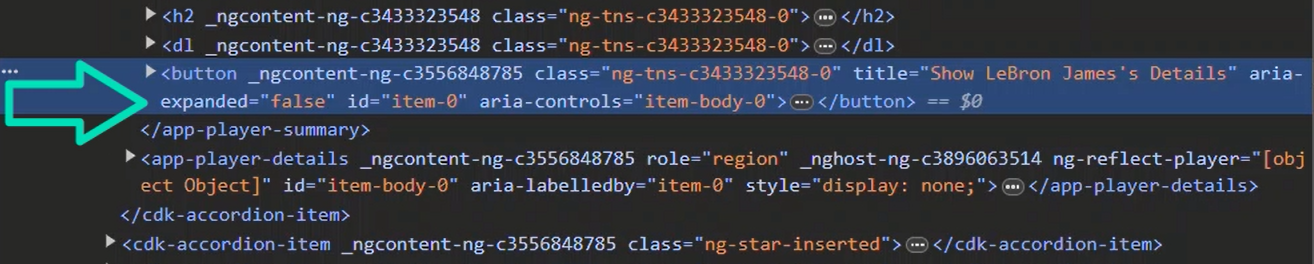 ▶<h2 _ngcontent-ng-c3433323548 class="ng-tns-c3433323548-0">…</h2>
▶<dl _ngcontent-ng-c3433323548 class="ng-tns-c3433323548-0">…</dl>
… ▶<button _ngcontent-ng-c3556848785 class="ng-tns-c3433323548-0" title="Show LeBron James's Details" aria-
expanded="false" id="item-0" aria-controls="item-body-0">…</button> == $0
</app-player-summary>
▶<app-player-details _ngcontent-ng-c3556848785 role="region" _nghost-ng-c3896063514 ng-reflect-player="[obj
ect Object]" id="item-body-0" aria-labelledby="item-0" style="display: none;">…</app-player-details>
</cdk-accordion-item>
▶<cdk-accordion-item _ngcontent-ng-c3556848785 class="ng-star-inserted">…</cdk-accordion-item>